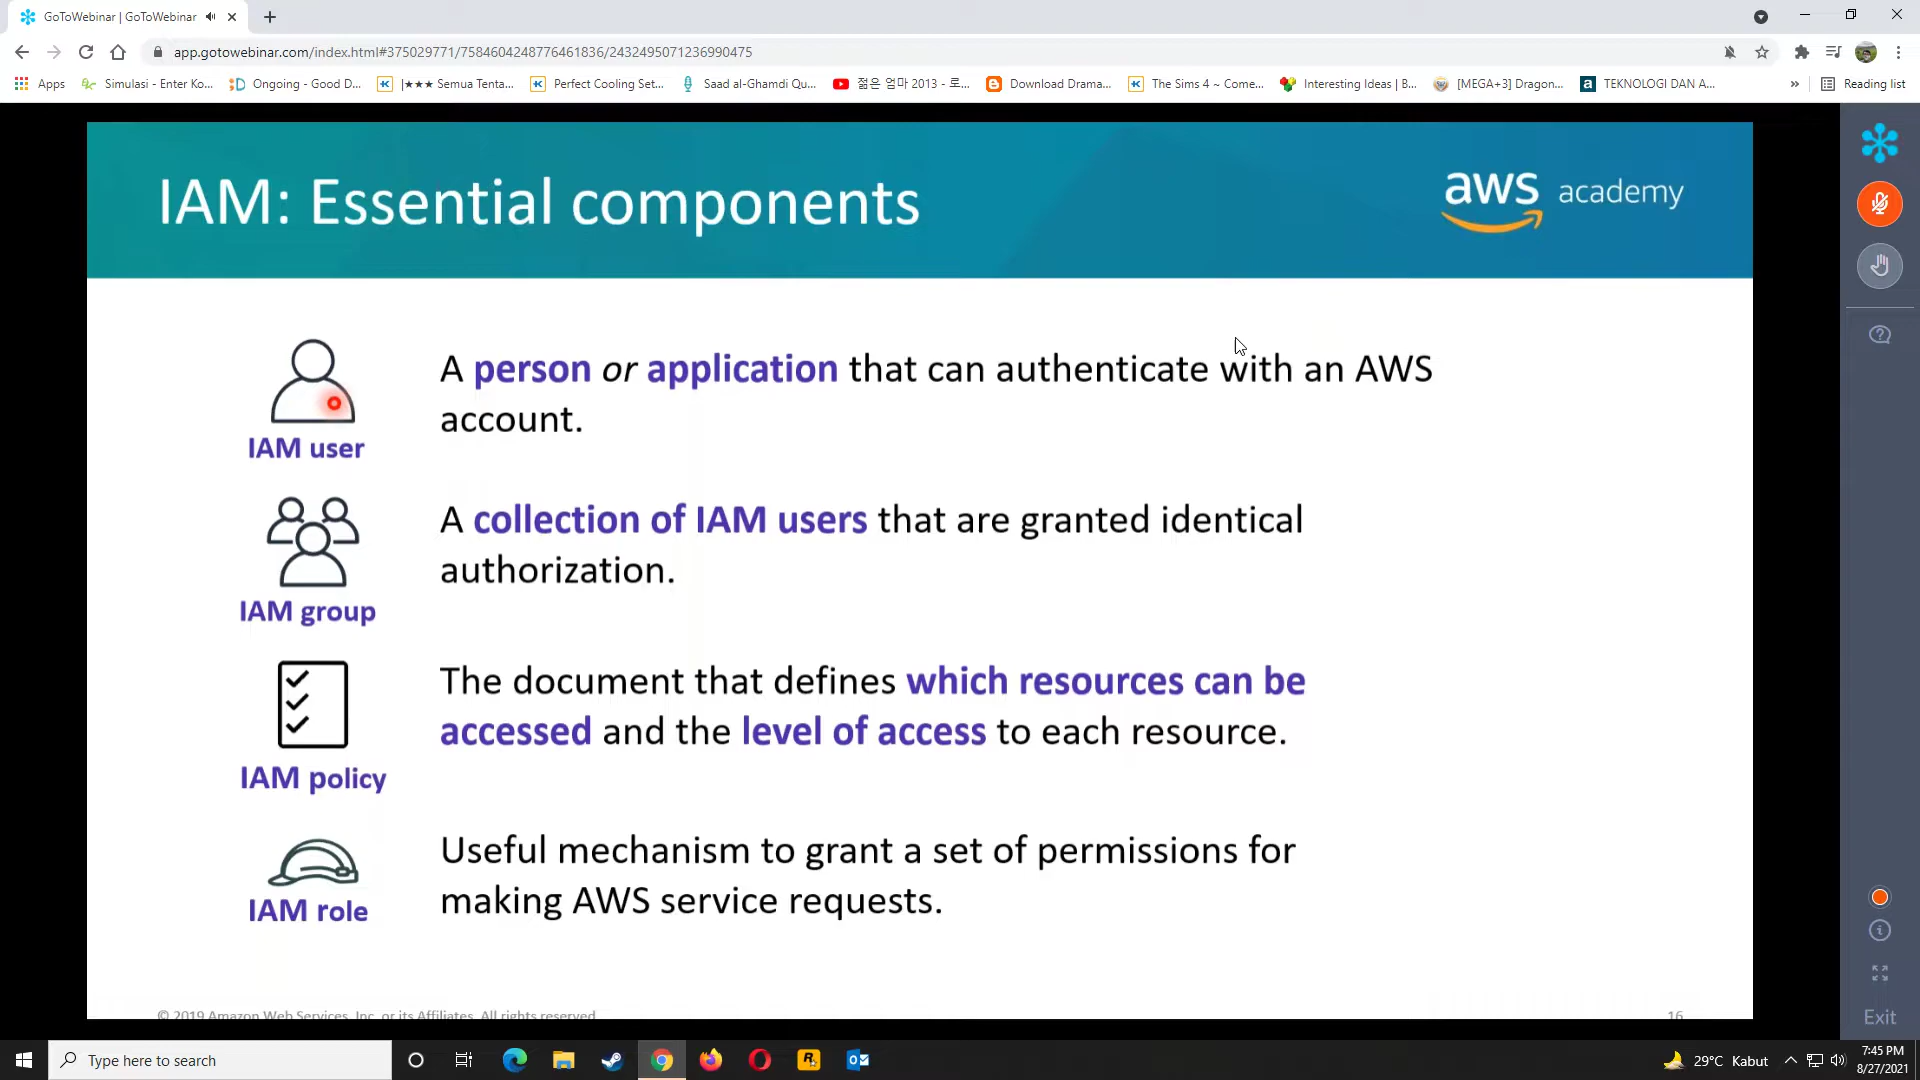 GoToWebinar | GoToWebinar
app.gotowebinar.com/index.html#375029771/7584604248776461836/2432495071236990475
Apps Simulasi - Enter Ko... Ongoing - Good D... |★★★ Semua Tenta... Perfect Cooling Set... Saad al-Ghamdi Qu... 젊은 엄마 2013 - 로... Download Drama... The Sims 4 ~ Come... Interesting Ideas | B... [MEGA+3] Dragon... TEKNOLOGI DAN A... » Reading list
IAM: Essential components
aws academy
A person or application that can authenticate with an AWS
account.
IAM user
A collection of IAM users that are granted identical
authorization.
IAM group
The document that defines which resources can be
accessed and the level of access to each resource.
IAM policy
Useful mechanism to grant a set of permissions for
making AWS service requests.
IAM role
© 2019 Amazon Web Services, Inc. or its Affiliates. All rights reserved.
16
Exit
Type here to search
29°C Kabut
7:45 PM
8/27/2021